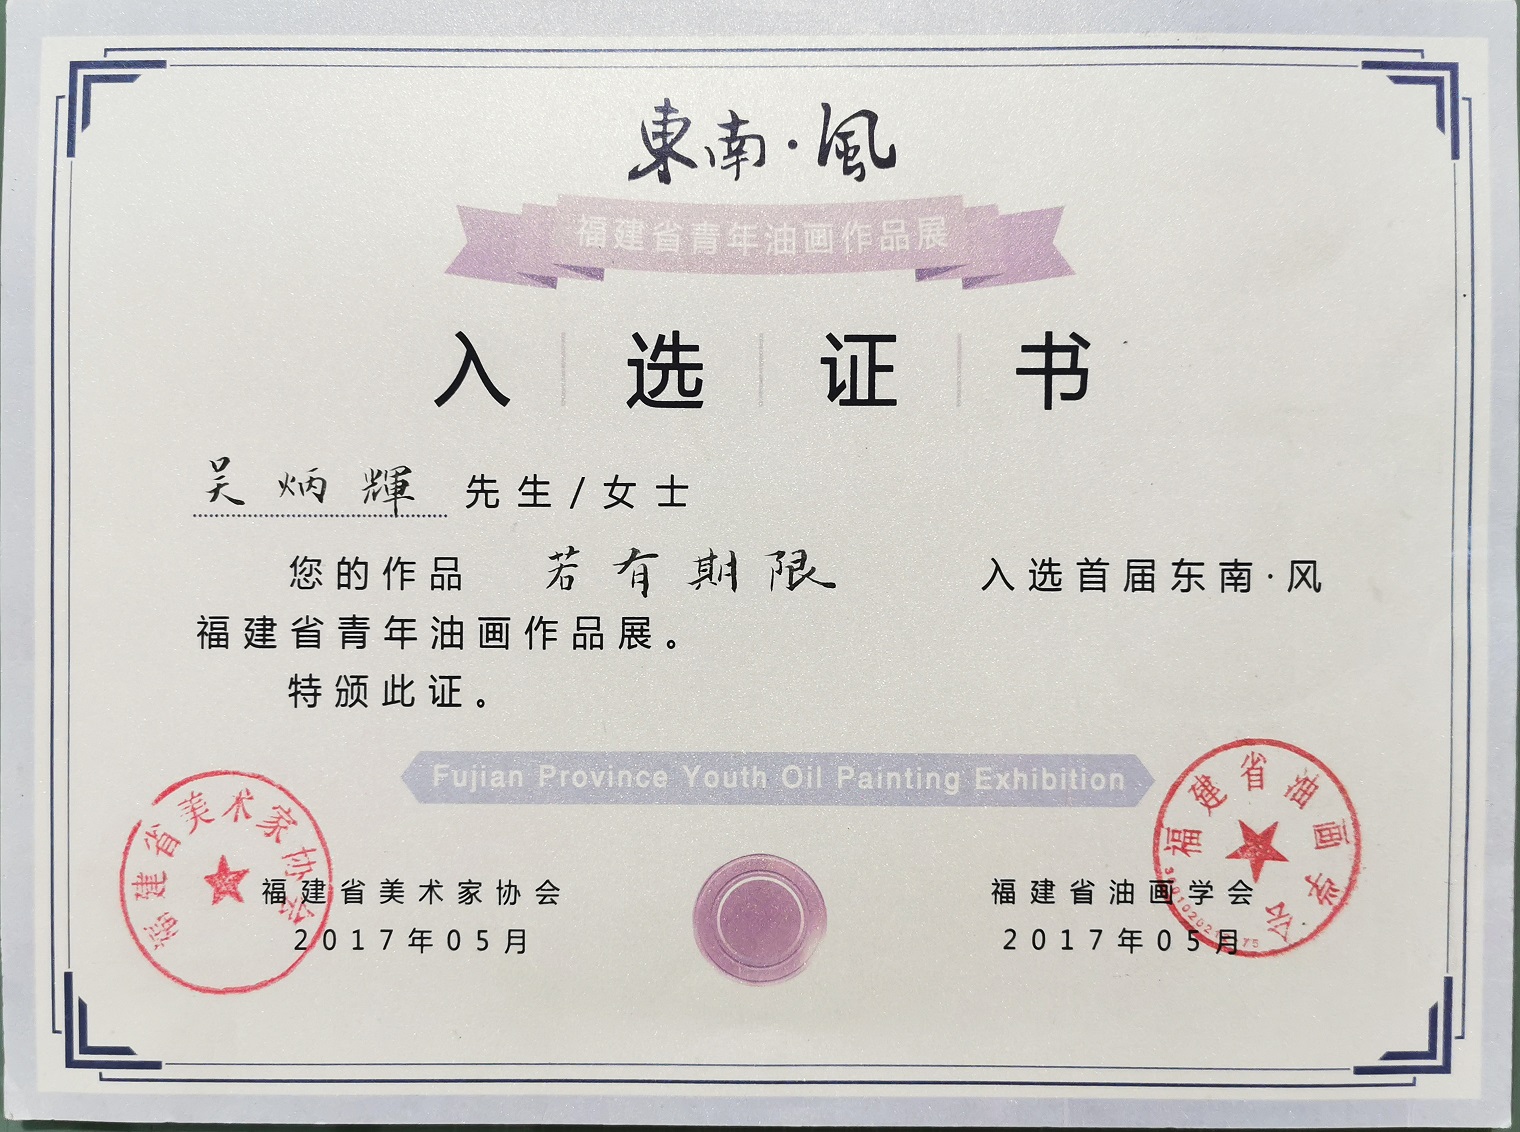 東南·風
福建省青年油画作品展
入选证书
吴炳輝 先生/女士
您的作品 若有期限 入选首届东南·风
福建省青年油画作品展。
特颁此证。
Fujian Province Youth Oil Painting Exhibition
福建省美术家协会
福建省油画学会
福建省美术家协会
2017年05月
福建省油画学会
2017年05月